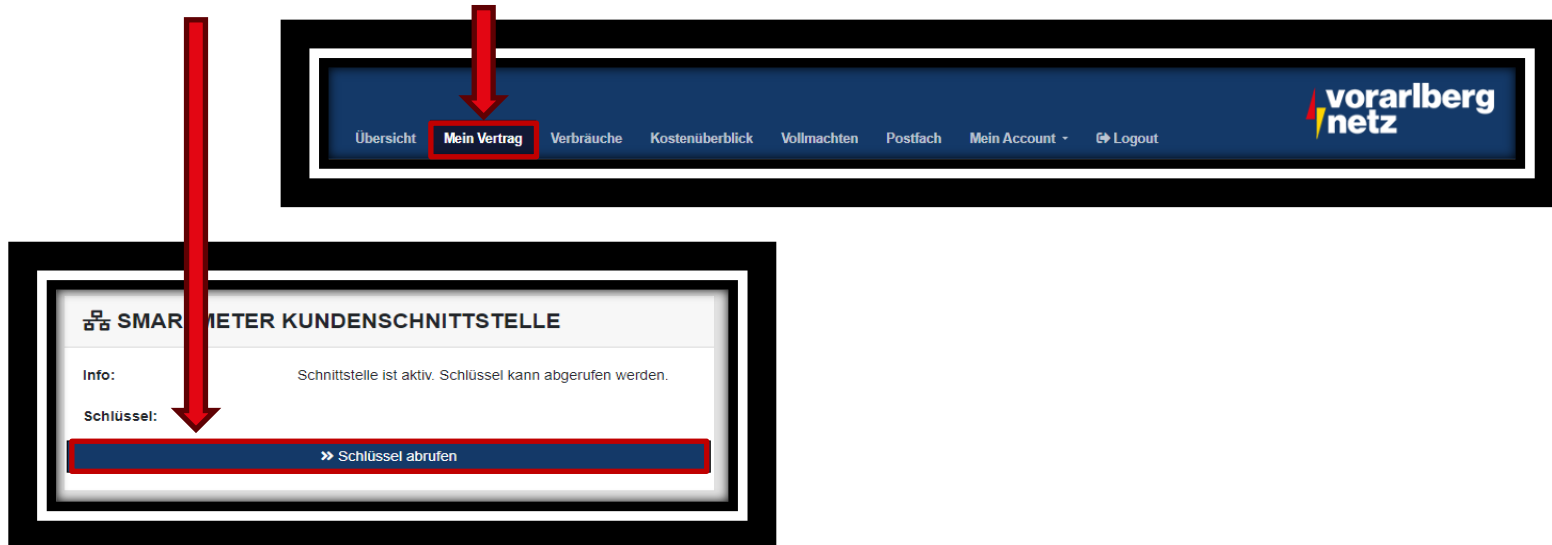 vorarlberg
netz
Übersicht Mein Vertrag Verbräuche Kostenüberblick Vollmachten Postfach Mein Account Logout
SMAR METER KUNDENSCHNITTSTELLE
Info: Schnittstelle ist aktiv. Schlüssel kann abgerufen werden.
Schlüssel:
» Schlüssel abrufen